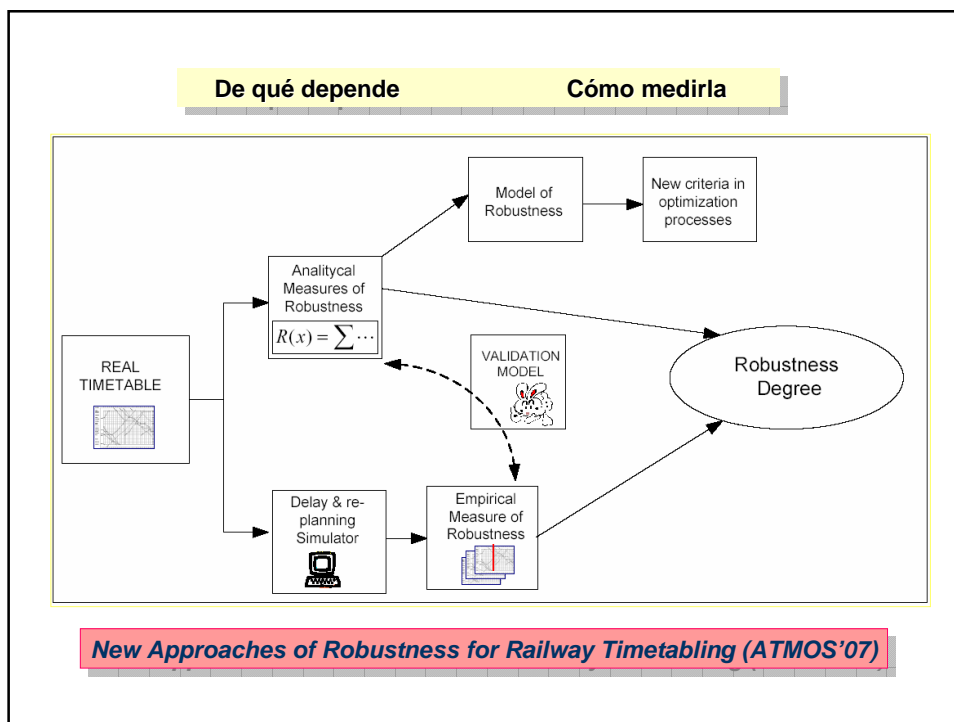 De qué depende Cómo medirla
Model of
Robustness
New criteria in
optimization
processes
Analitycal
Measures of
Robustness
R(x) = ∑ ⋯
VALIDATION
MODEL
REAL
TIMETABLE
Robustness
Degree
Delay & re-
planning
Simulator
Empirical
Measure of
Robustness
New Approaches of Robustness for Railway Timetabling (ATMOS'07)